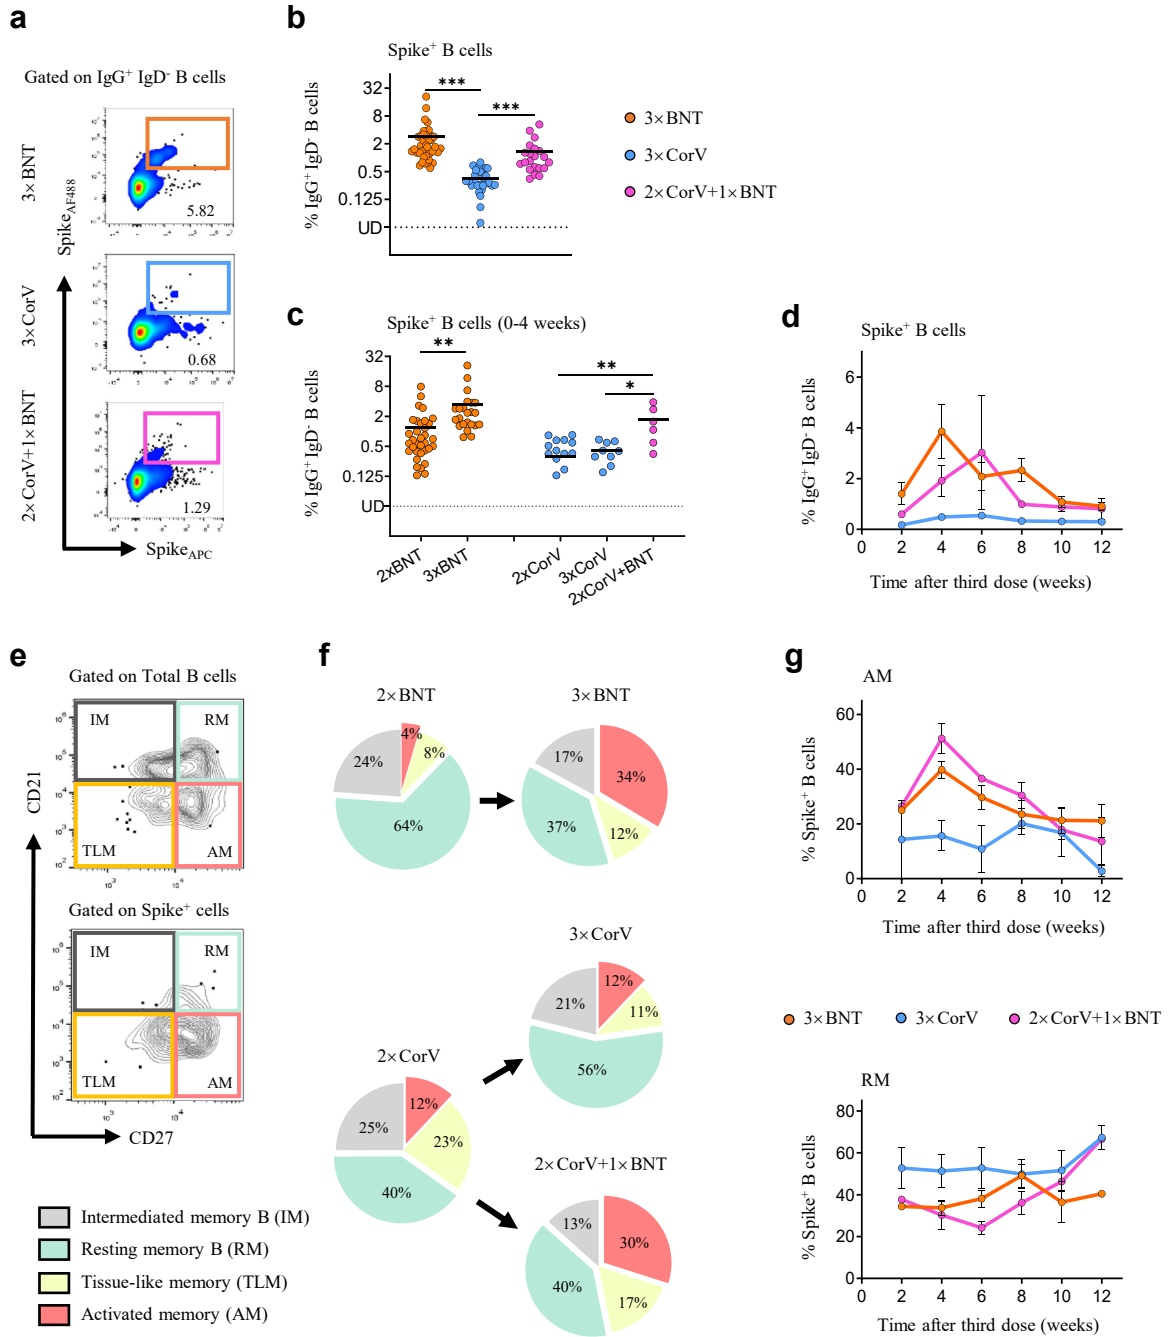 a
Gated on IgG+ IgD- B cells
3×BNT
3×CorV
2×CorV+1×BNT
SpikeAF488
5.82
0.68
1.29
SpikeAPC
b
Spike+ B cells
% IgG+ IgD- B cells
32
8
2
0.5
0.125
UD
***
***
3×BNT
3×CorV
2×CorV+1×BNT
c
Spike+ B cells (0-4 weeks)
% IgG+ IgD- B cells
32
8
2
0.5
0.125
UD
**
**
*
2xBNT
3xBNT
2xCorV
3xCorV
2xCorV+BNT
d
Spike+ B cells
% IgG+ IgD- B cells
6
4
2
0
0 2 4 6 8 10 12
Time after third dose (weeks)
e
Gated on Total B cells
IM
RM
TLM
AM
CD21
Gated on Spike+ cells
IM
RM
TLM
AM
CD27
Intermediated memory B (IM)
Resting memory B (RM)
Tissue-like memory (TLM)
Activated memory (AM)
f
2×BNT
4%
8%
24%
64%
3×BNT
17%
34%
37%
12%
2×CorV
12%
25%
23%
40%
3×CorV
12%
21%
11%
56%
2×CorV+1×BNT
13%
30%
40%
17%
g
AM
% Spike+ B cells
60
40
20
0
0 2 4 6 8 10 12
Time after third dose (weeks)
3×BNT
3×CorV
2×CorV+1×BNT
RM
% Spike+ B cells
80
60
40
20
0
0 2 4 6 8 10 12
Time after third dose (weeks)